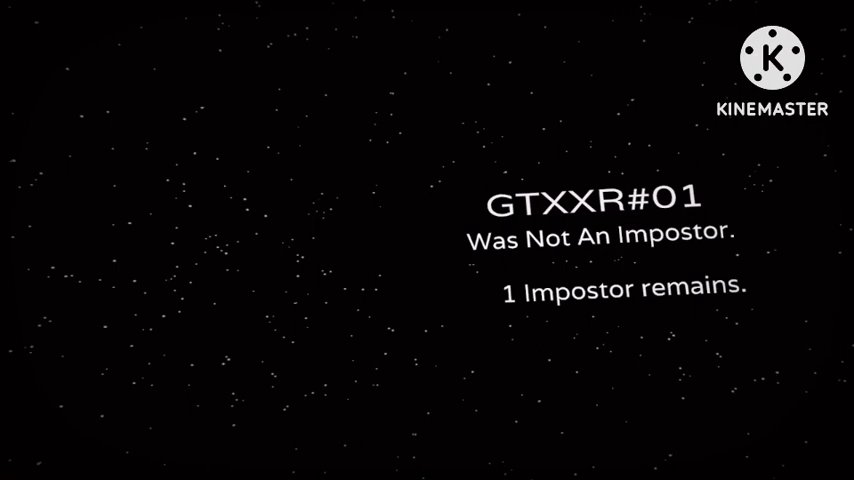 KINEMASTER
GTXXR#01
Was Not An Impostor.
1 Impostor remains.